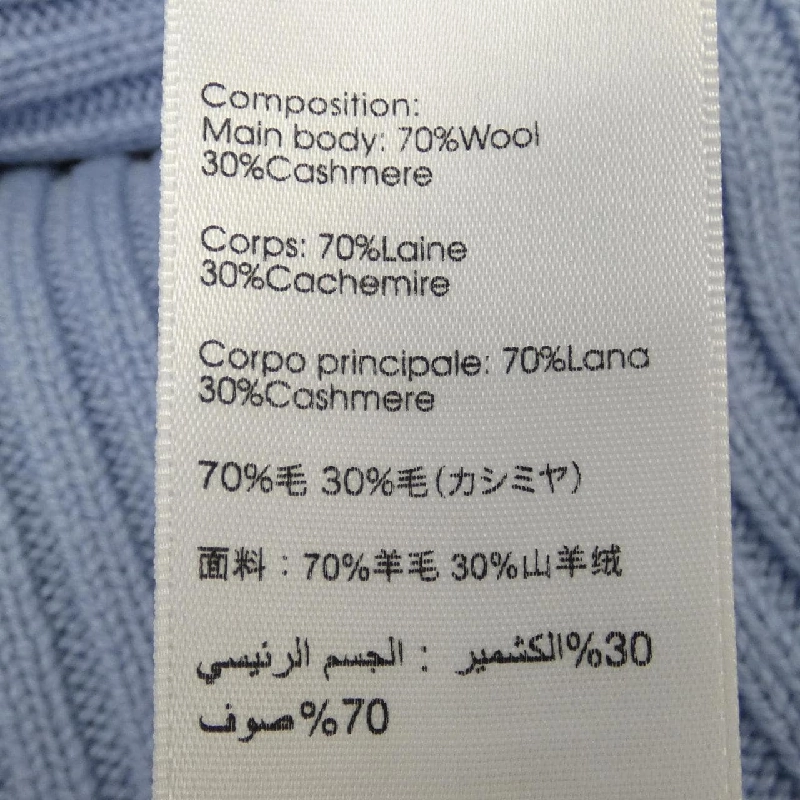 Composition:
Main body: 70%Wool
30%Cashmere
Corps: 70%Laine
30%Cachemire
Corpo principale: 70%Lana
30%Cashmere
70%毛 30%毛(カシミヤ)
面料：70%羊毛 30%山羊绒
30%الكشمير : الجسم الرئيسي
70%صوف